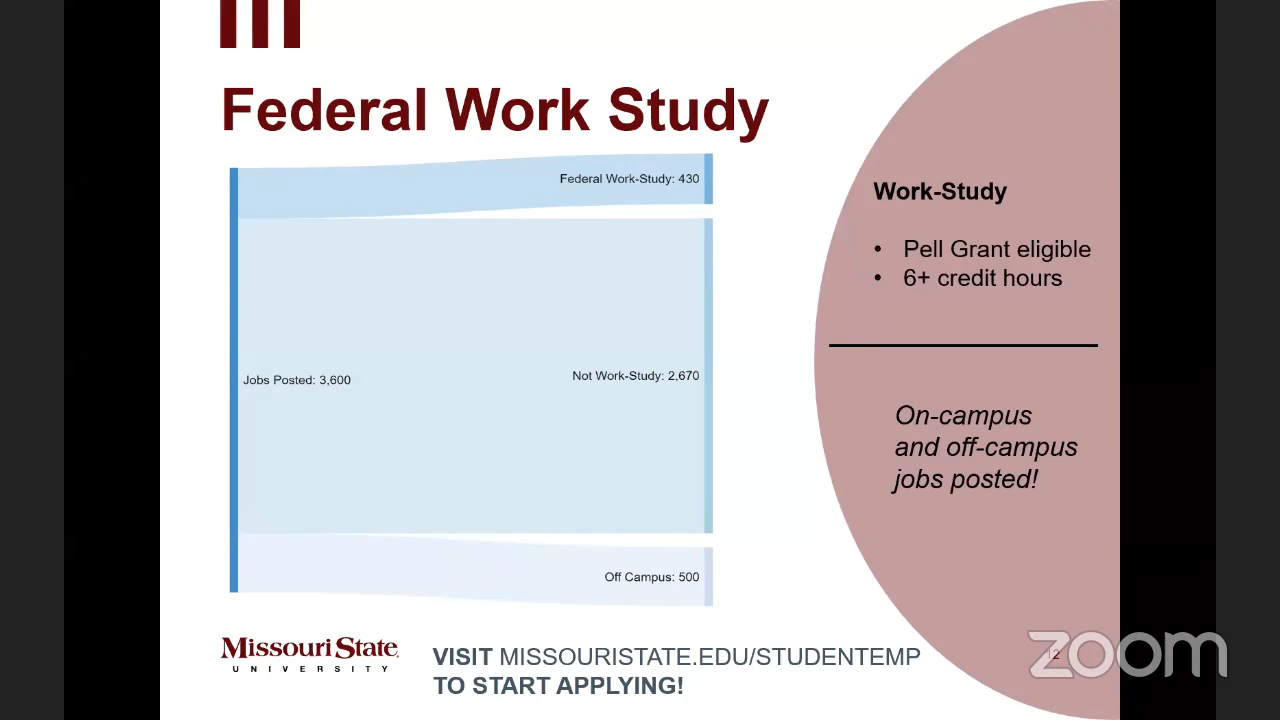 Federal Work Study
Federal Work-Study: 430
Jobs Posted: 3,600
Not Work-Study: 2,670
Off Campus: 500
Work-Study
• Pell Grant eligible
• 6+ credit hours
On-campus
and off-campus
jobs posted!
Missouri State
UNIVERSITY
VISIT MISSOURISTATE.EDU/STUDENTEMP
TO START APPLYING!
12
zoom